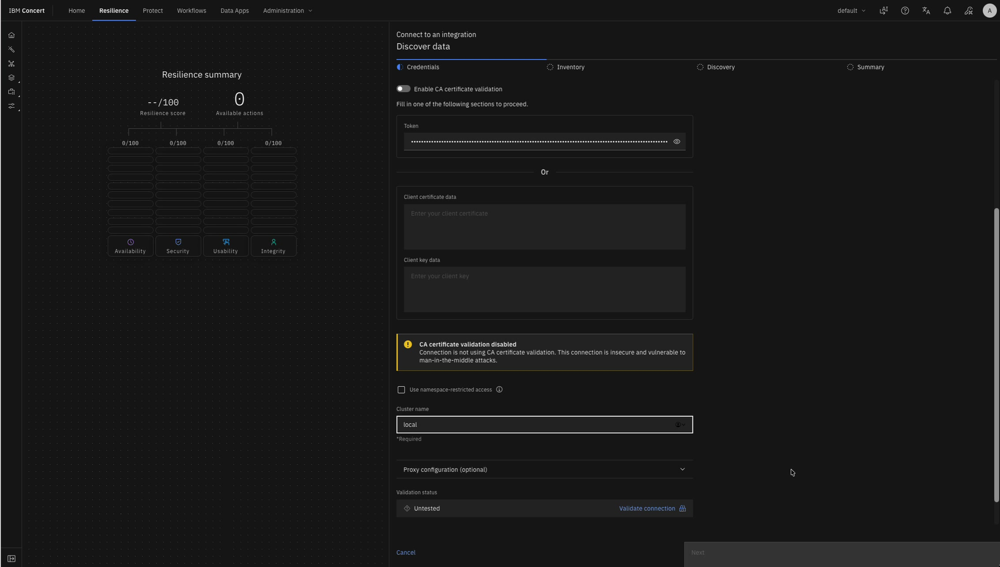 IBM Concert
Home
Resilience
Protect
Workflows
Data Apps
Administration
default
A
Resilience summary
--/100
Resilience score
0
Available actions
0/100
0/100
0/100
0/100
Availability
Security
Usability
Integrity
Connect to an integration
Discover data
Credentials
Inventory
Discovery
Summary
Enable CA certificate validation
Fill in one of the following sections to proceed.
Token
Or
Client certificate data
Enter your client certificate
Client key data
Enter your client key
CA certificate validation disabled
Connection is not using CA certificate validation. This connection is insecure and vulnerable to
man-in-the-middle attacks.
Use namespace-restricted access
Cluster name
local
*Required
Proxy configuration (optional)
Validation status
Untested
Validate connection
Cancel
Next